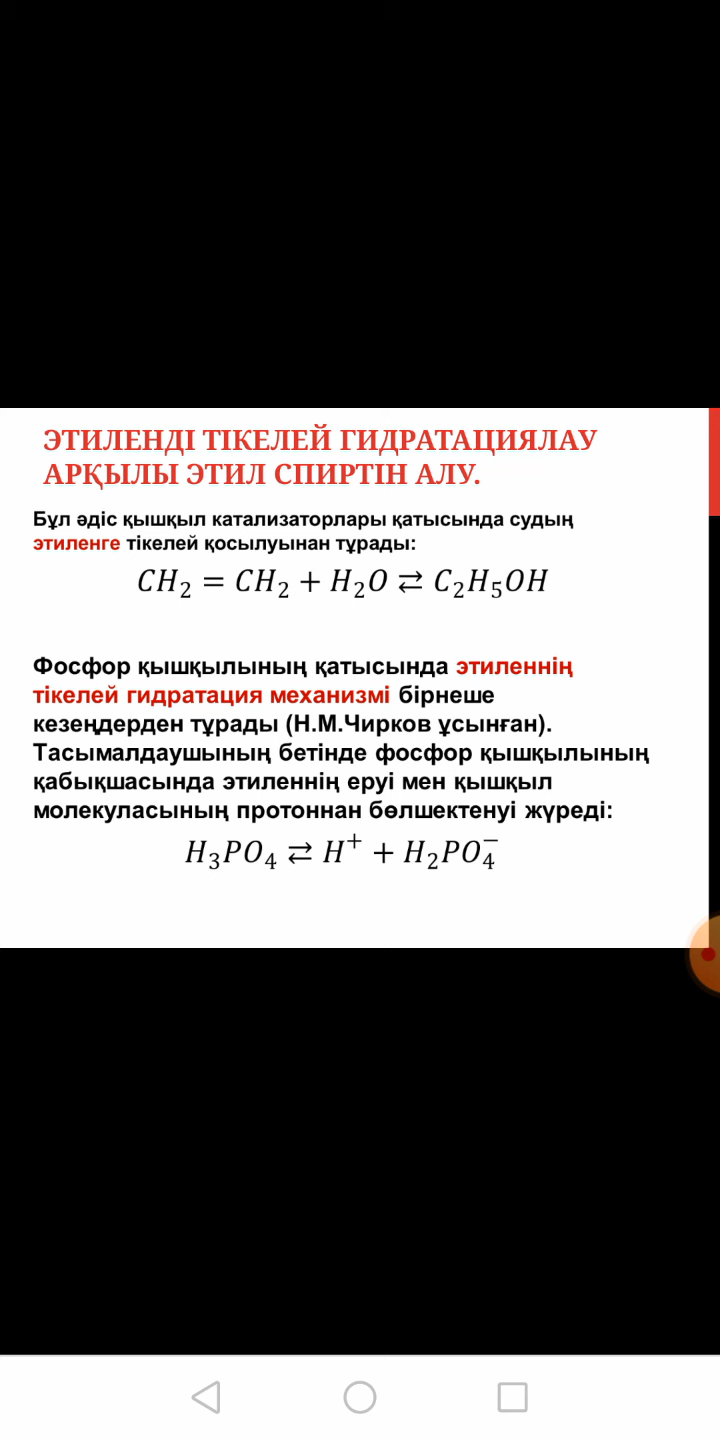 ЭТИЛЕНДІ ТІКЕЛЕЙ ГИДРАТАЦИЯЛАУ
АРҚЫЛЫ ЭТИЛ СПИРТІН АЛУ.
Бұл әдіс қышқыл катализаторлары қатысында судың
этиленге тікелей қосылуынан тұрады:
CH₂ = CH₂ + H₂O ⇄ C₂H₅OH
Фосфор қышқылының қатысында этиленнің
тікелей гидратация механизмі бірнеше
кезеңдерден тұрады (Н.М.Чирков ұсынған).
Тасымалдаушының бетінде фосфор қышқылының
қабықшасында этиленнің еруі мен қышқыл
молекуласының протоннан бөлшектенуі жүреді:
H₃PO₄ ⇄ H⁺ + H₂PO₄⁻